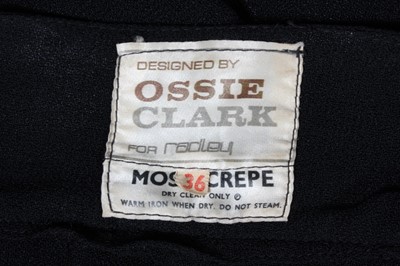 DESIGNED BY
OSSIE
CLARK
FOR radley
MOS 36 CREPE
DRY CLEAN ONLY Ⓟ
WARM IRON WHEN DRY. DO NOT STEAM.